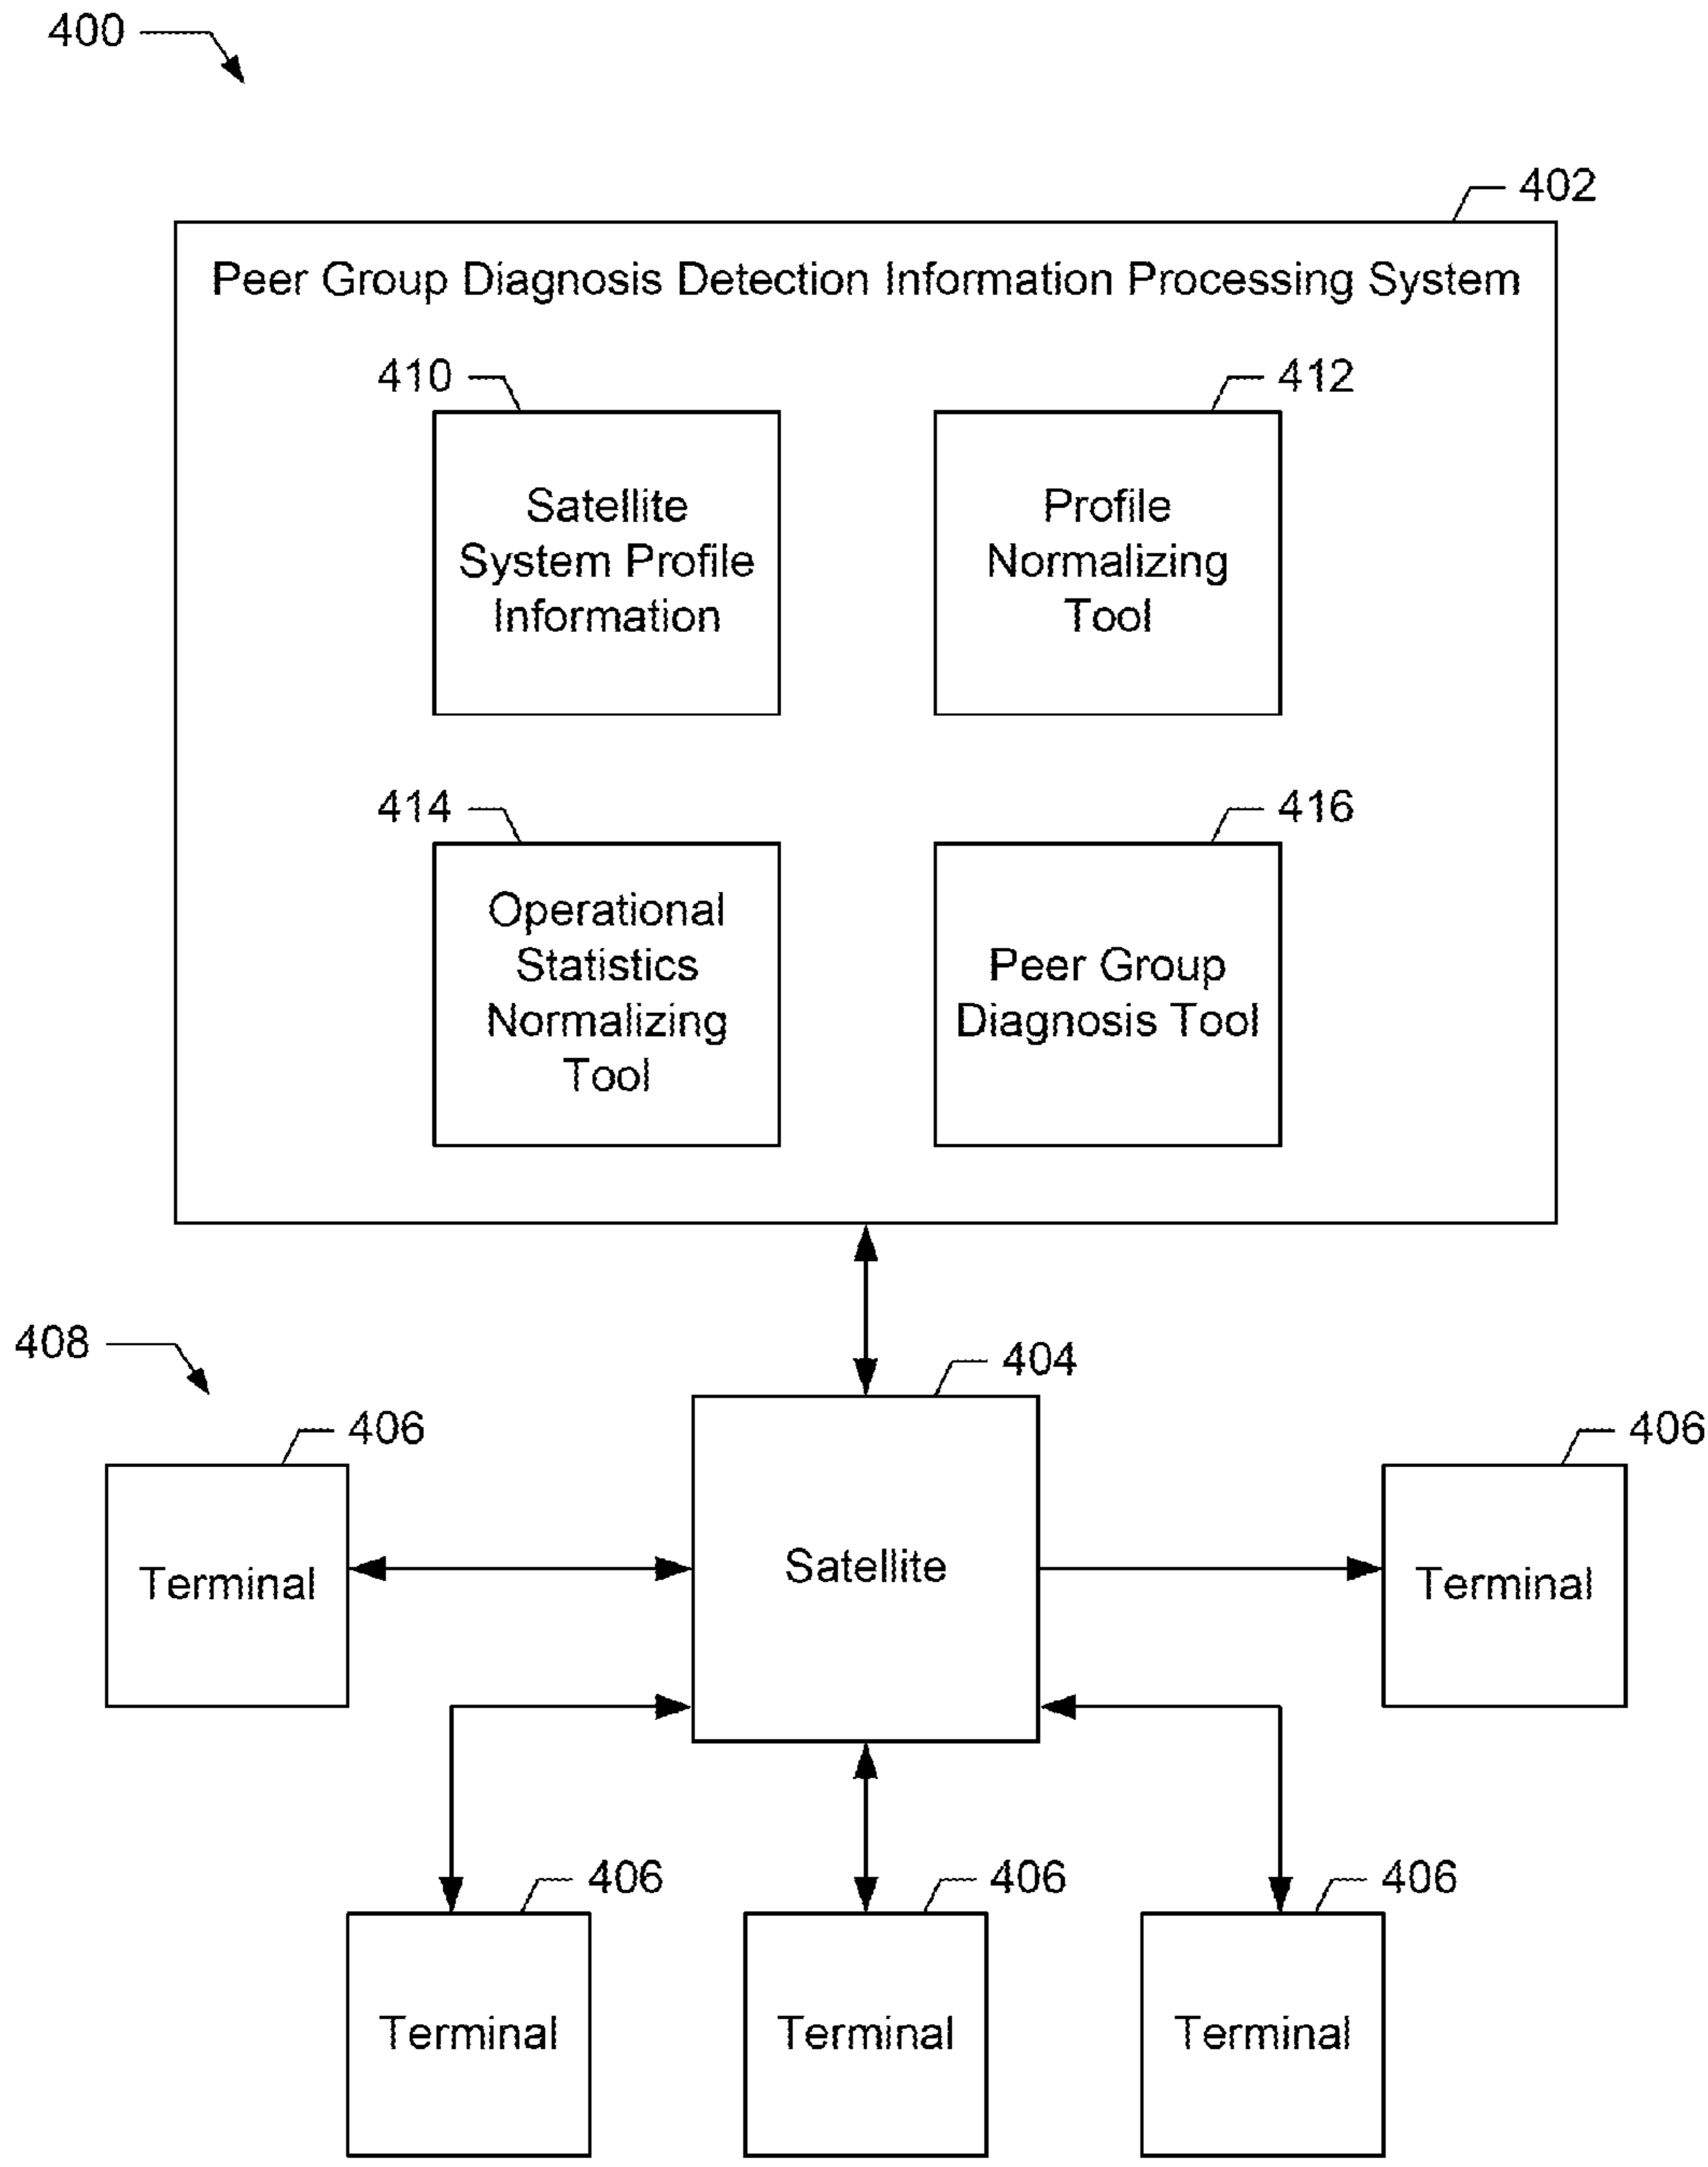 400
402
Peer Group Diagnosis Detection Information Processing System
410
412
Satellite
System Profile
Information
Profile
Normalizing
Tool
414
416
Operational
Statistics
Normalizing
Tool
Peer Group
Diagnosis Tool
408
404
406
406
Terminal
Satellite
Terminal
406
406
406
Terminal
Terminal
Terminal